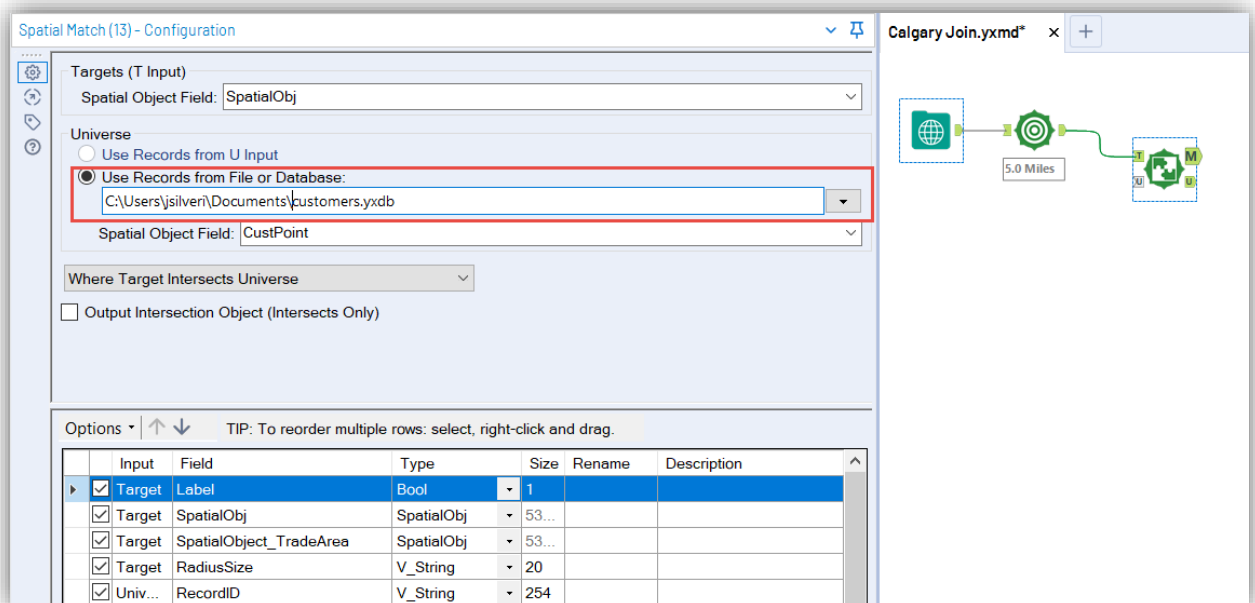 Spatial Match (13) - Configuration
Targets (T Input)
Spatial Object Field: SpatialObj
Universe
Use Records from U Input
Use Records from File or Database:
C:\Users\jsilveri\Documents\customers.yxdb
Spatial Object Field: CustPoint
Where Target Intersects Universe
Output Intersection Object (Intersects Only)
Options TIP: To reorder multiple rows: select, right-click and drag.
Input Field Type Size Rename Description
Target Label Bool 1
Target SpatialObj SpatialObj 53...
Target SpatialObject_TradeArea SpatialObj 53...
Target RadiusSize V_String 20
Univ... RecordID V_String 254
Calgary Join.yxmd* x +
5.0 Miles
T M
U U